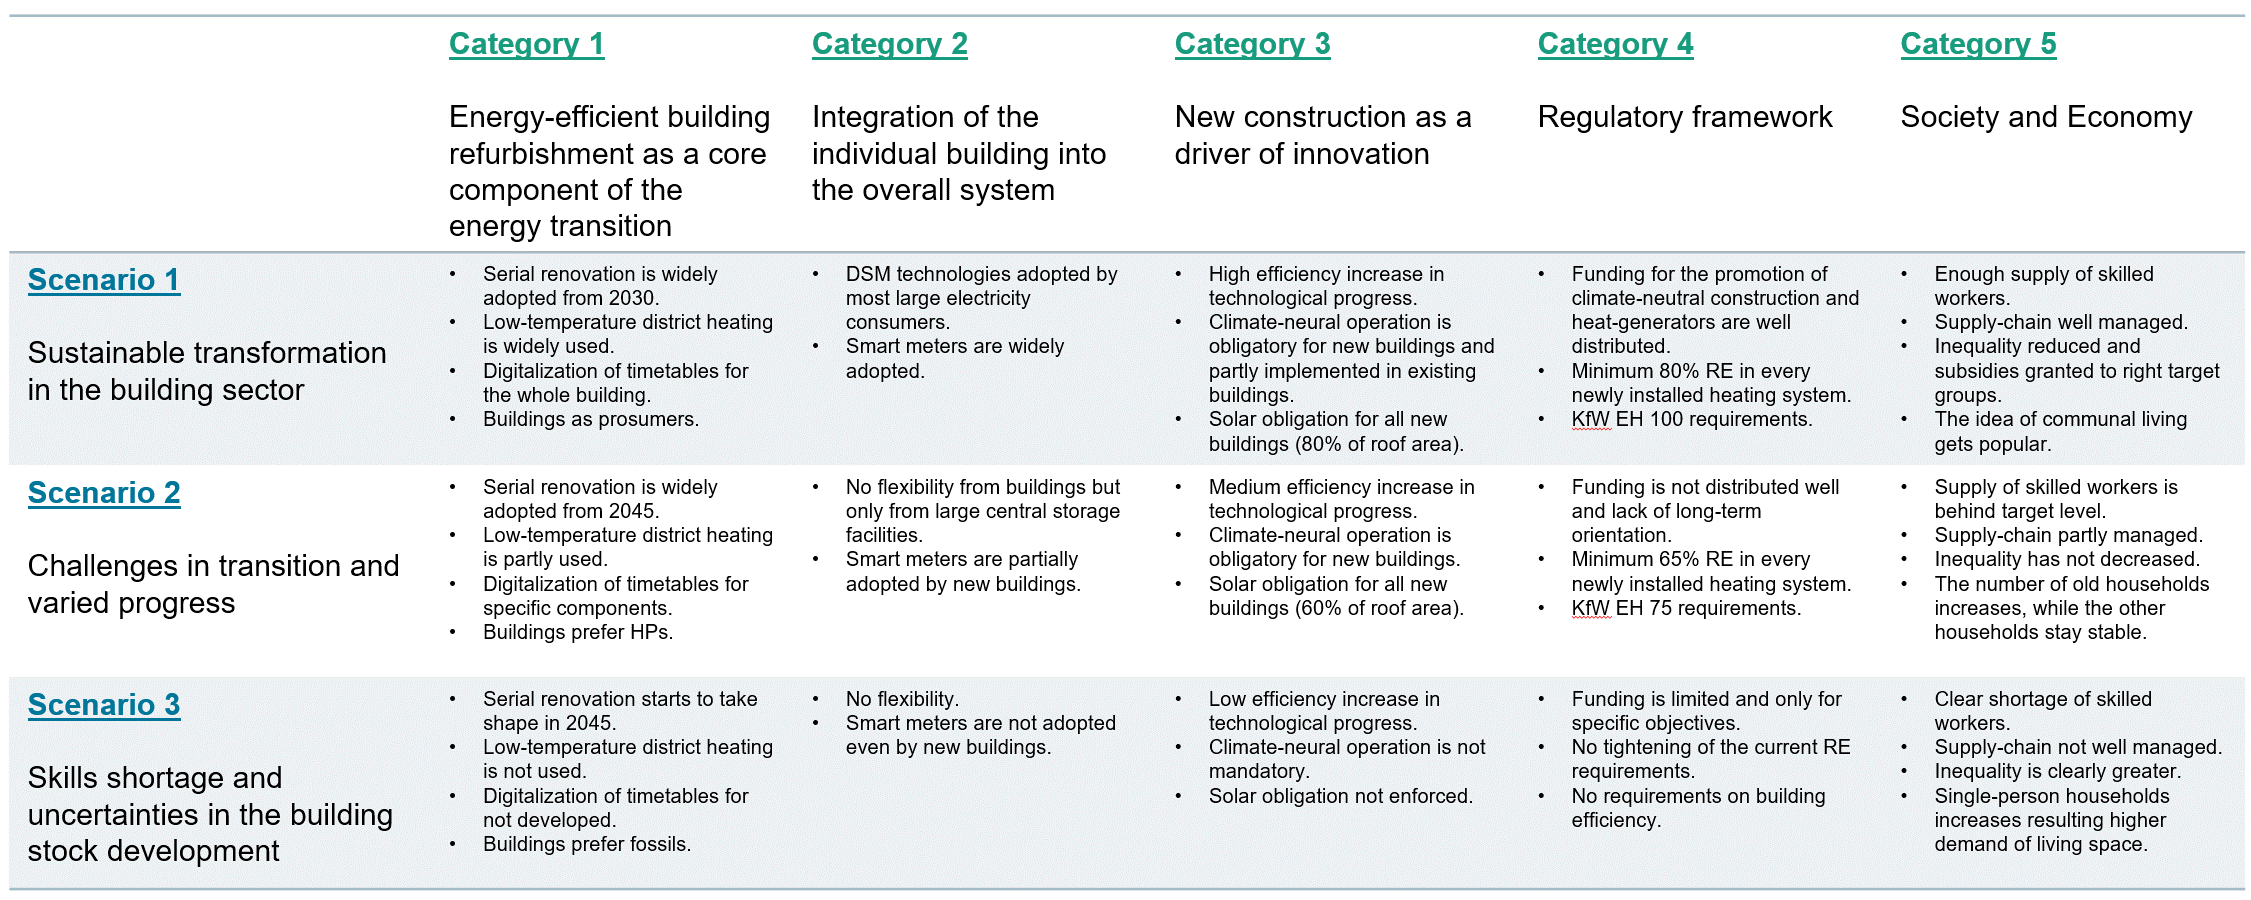 Category 1
Category 2
Category 3
Category 4
Category 5
Energy-efficient building
refurbishment as a core
component of the
energy transition
Integration of the
individual building into
the overall system
New construction as a
driver of innovation
Regulatory framework
Society and Economy
Scenario 1
Sustainable transformation
in the building sector
• Serial renovation is widely
adopted from 2030.
• Low-temperature district heating
is widely used.
• Digitalization of timetables for
the whole building.
• Buildings as prosumers.
• DSM technologies adopted by
most large electricity
consumers.
• Smart meters are widely
adopted.
• High efficiency increase in
technological progress.
• Climate-neural operation is
obligatory for new buildings and
partly implemented in existing
buildings.
• Solar obligation for all new
buildings (80% of roof area).
• Funding for the promotion of
climate-neutral construction and
heat-generators are well
distributed.
• Minimum 80% RE in every
newly installed heating system.
• KfW EH 100 requirements.
• Enough supply of skilled
workers.
• Supply-chain well managed.
• Inequality reduced and
subsidies granted to right target
groups.
• The idea of communal living
gets popular.
Scenario 2
Challenges in transition and
varied progress
• Serial renovation is widely
adopted from 2045.
• Low-temperature district heating
is partly used.
• Digitalization of timetables for
specific components.
• Buildings prefer HPs.
• No flexibility from buildings but
only from large central storage
facilities.
• Smart meters are partially
adopted by new buildings.
• Medium efficiency increase in
technological progress.
• Climate-neural operation is
obligatory for new buildings.
• Solar obligation for all new
buildings (60% of roof area).
• Funding is not distributed well
and lack of long-term
orientation.
• Minimum 65% RE in every
newly installed heating system.
• KfW EH 75 requirements.
• Supply of skilled workers is
behind target level.
• Supply-chain partly managed.
• Inequality has not decreased.
• The number of old households
increases, while the other
households stay stable.
Scenario 3
Skills shortage and
uncertainties in the building
stock development
• Serial renovation starts to take
shape in 2045.
• Low-temperature district heating
is not used.
• Digitalization of timetables for
not developed.
• Buildings prefer fossils.
• No flexibility.
• Smart meters are not adopted
even by new buildings.
• Low efficiency increase in
technological progress.
• Climate-neural operation is not
mandatory.
• Solar obligation not enforced.
• Funding is limited and only for
specific objectives.
• No tightening of the current RE
requirements.
• No requirements on building
efficiency.
• Clear shortage of skilled
workers.
• Supply-chain not well managed.
• Inequality is clearly greater.
• Single-person households
increases resulting higher
demand of living space.